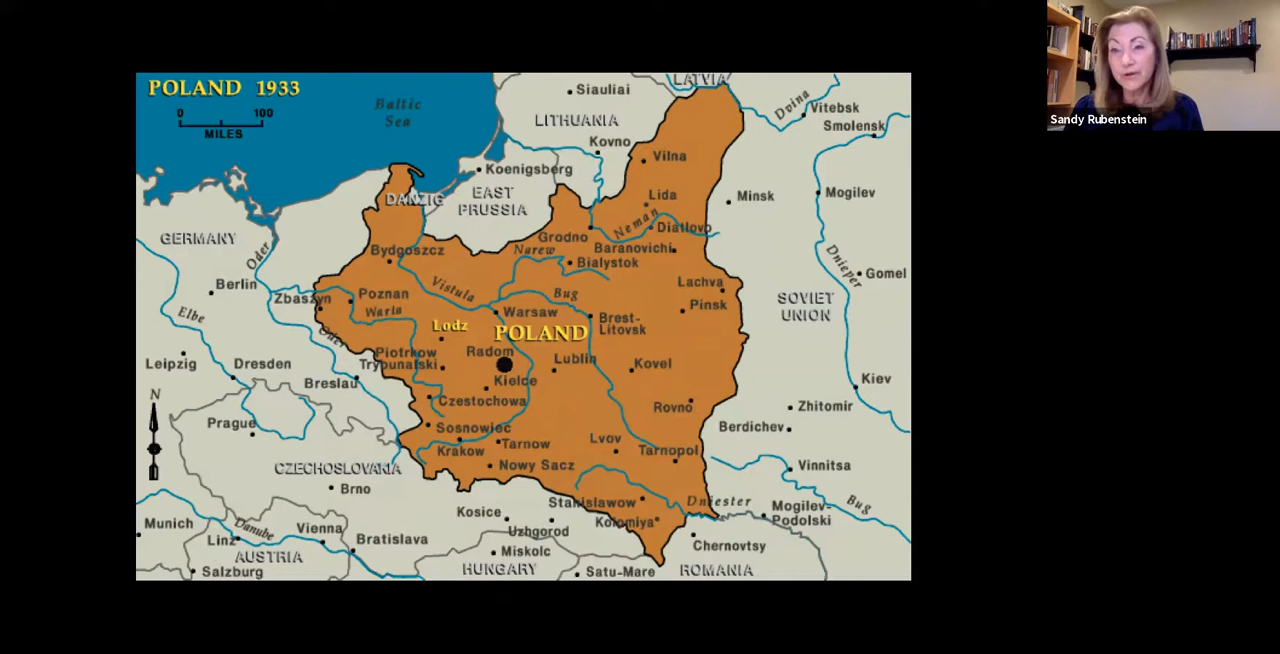 POLAND 1933
0 100
MILES
Baltic
Sea
LATVIA
Siauliai
LITHUANIA
Dvina
Vitebsk
Smolensk
Sandy Rubenstein
Kovno
Vilna
Koenigsberg
DANZIG
EAST
PRUSSIA
Lida
Minsk
Mogilev
GERMANY
Oder
Bydgoszcz
Grodno
Neman
Diatlovo
Narew
Baranovichi
Bialystok
Dnieper
Gomel
Berlin
Zbaszyn
Poznan
Vistula
Bug
Lachva
Pinsk
SOVIET
UNION
Elbe
Warta
Warsaw
Brest-
Litovsk
Oder
Lodz
POLAND
Leipzig
Dresden
Piotrkow
Trybunalski
Radom
Lublin
Kovel
Kiev
Breslau
Kielce
N
Czestochowa
Rovno
Zhitomir
Prague
Sosnowiec
Berdichev
Krakow
Tarnow
Lvov
Tarnopol
CZECHOSLOVAKIA
Nowy Sacz
Vinnitsa
Brno
Stanislawow
Dniester
Bug
Munich
Danube
Vienna
Kosice
Kolomiya
Mogilev-
Podolski
Linz
Bratislava
Uzhgorod
Chernovtsy
AUSTRIA
Miskolc
Salzburg
HUNGARY
Satu-Mare
ROMANIA